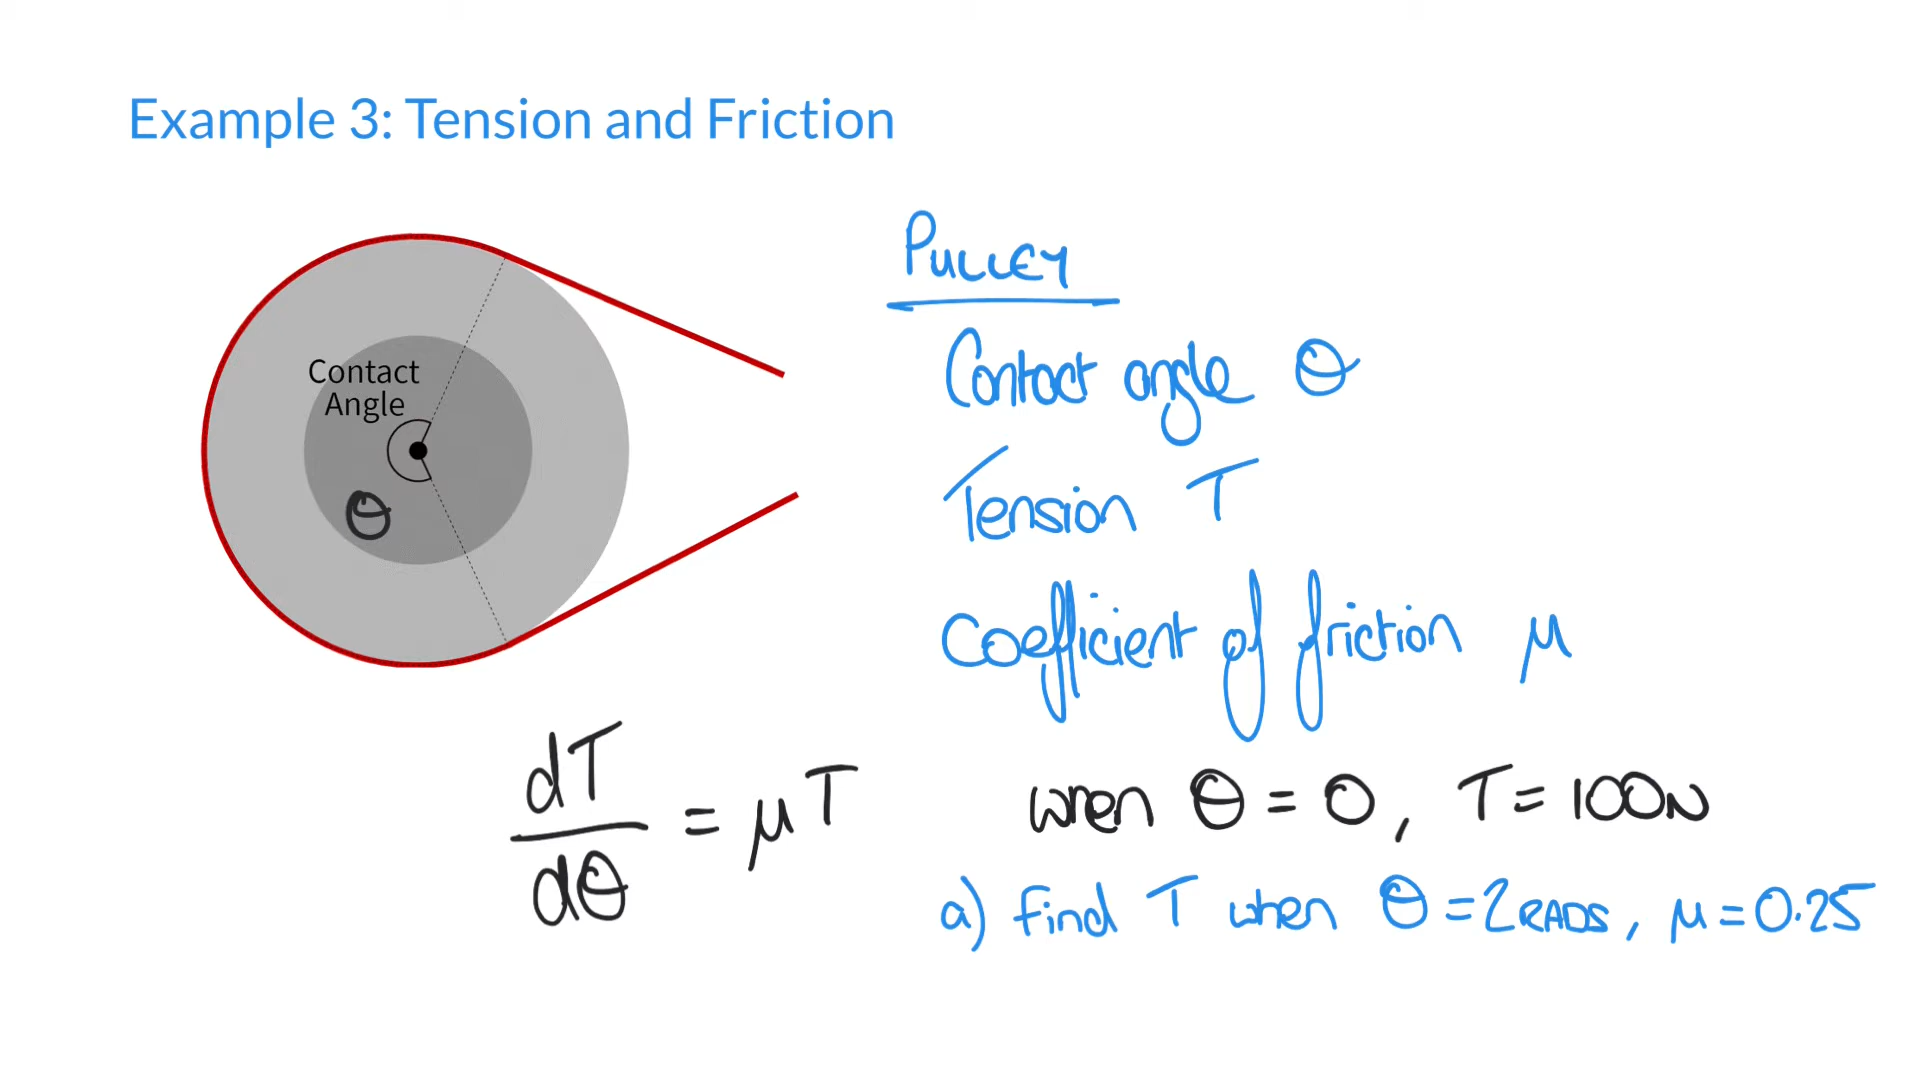 Example 3: Tension and Friction
Contact
Angle
θ
PULLEY
Contact angle θ
Tension T
Coefficient of friction μ
dT
dθ
= μT
when θ = 0, T = 100N
a) find T when θ = 2 RADS, μ = 0.25